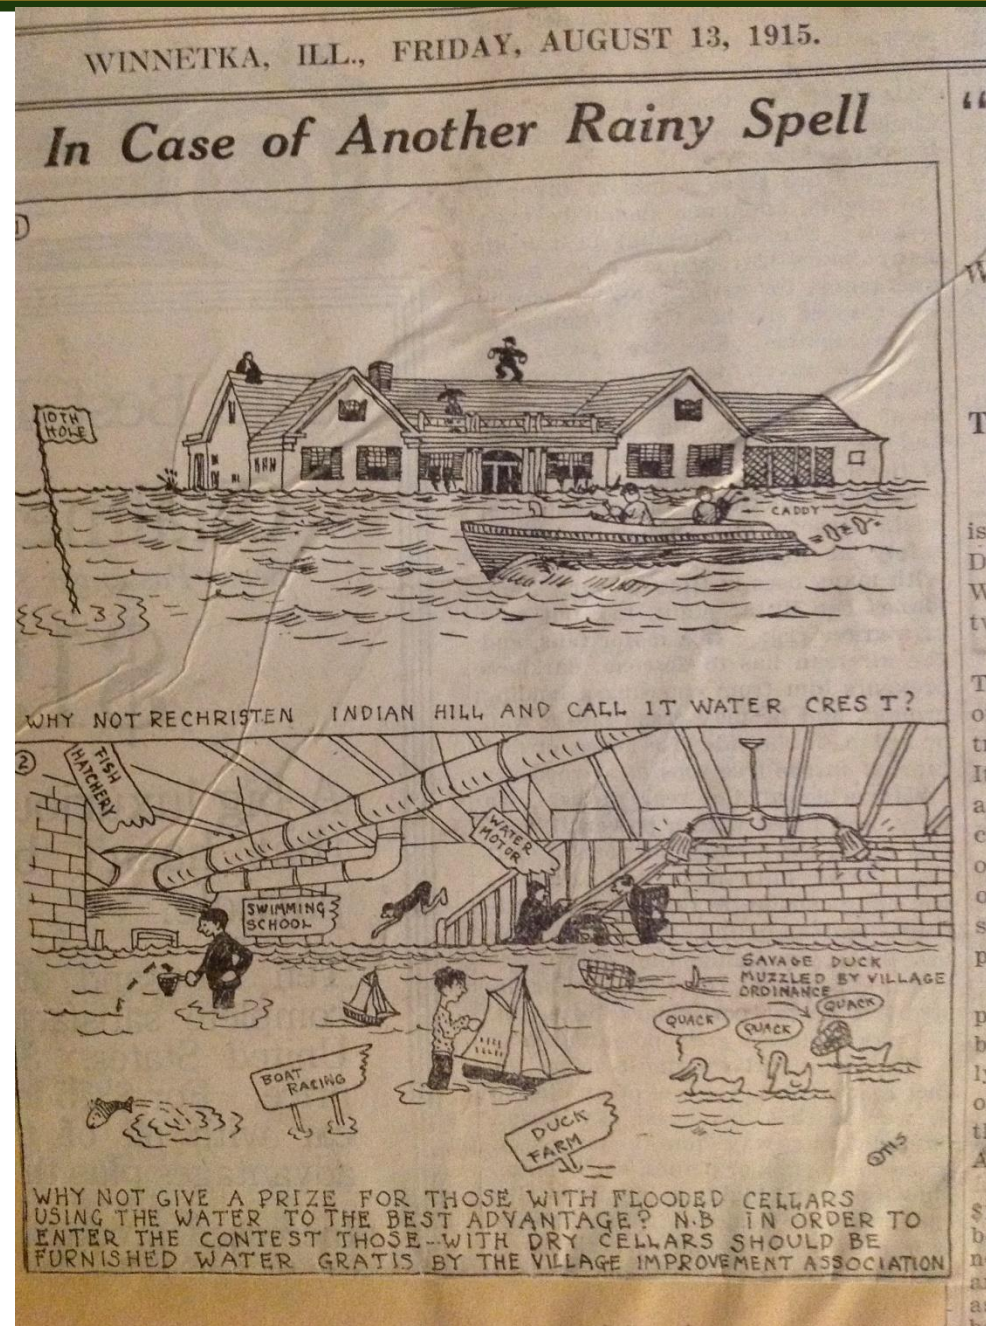 WINNETKA, ILL., FRIDAY, AUGUST 13, 1915.
In Case of Another Rainy Spell
1
10TH
HOLE
CADDY
WHY NOT RECHRISTEN INDIAN HILL AND CALL IT WATER CREST?
2
FISH
HATCHERY
WATER
MOTOR
SWIMMING
SCHOOL
SAVAGE DUCK
MUZZLED BY VILLAGE
ORDINANCE
QUACK
QUACK
QUACK
BOAT
RACING
DUCK
FARM
WHY NOT GIVE A PRIZE FOR THOSE WITH FLOODED CELLARS
USING THE WATER TO THE BEST ADVANTAGE? N.B IN ORDER TO
ENTER THE CONTEST THOSE--WITH DRY CELLARS SHOULD BE
FURNISHED WATER GRATIS BY THE VILLAGE IMPROVEMENT ASSOCIATION